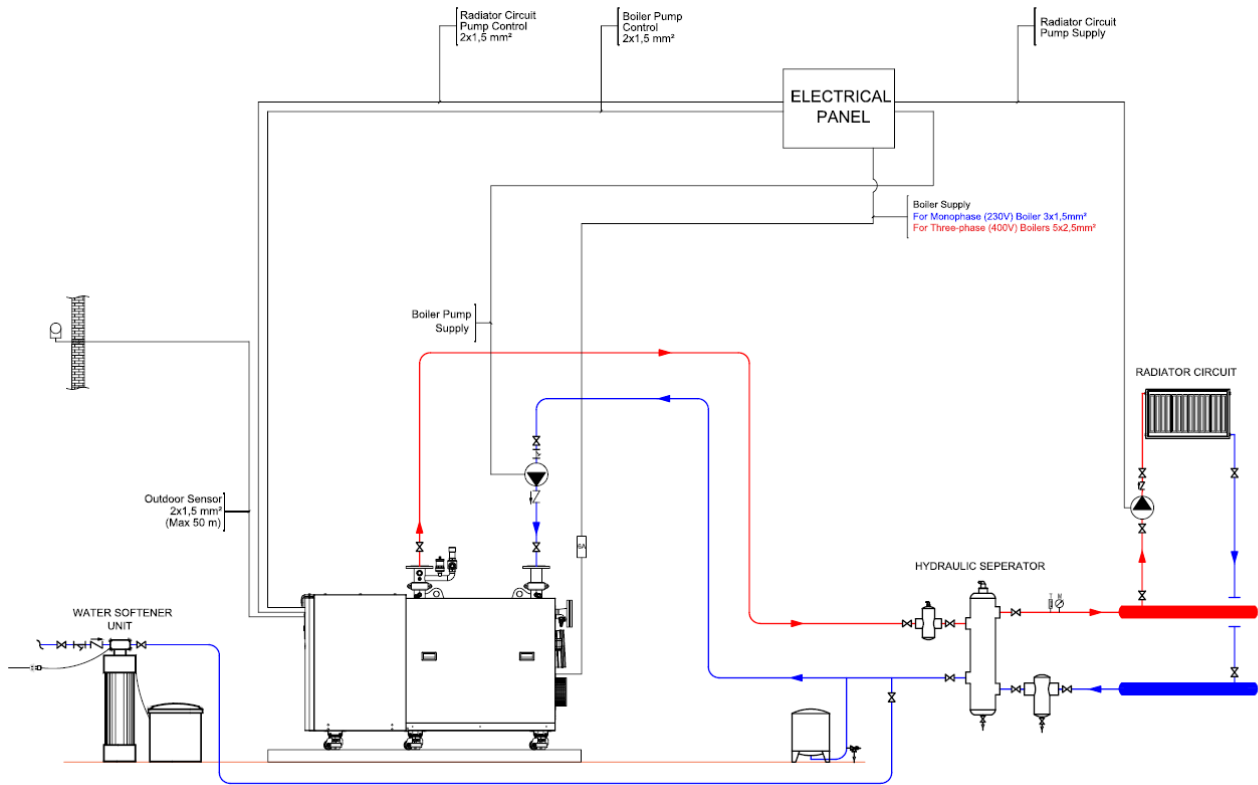 Radiator Circuit
Pump Control
2x1,5 mm²
Boiler Pump
Control
2x1,5 mm²
Radiator Circuit
Pump Supply
ELECTRICAL
PANEL
Boiler Supply
For Monophase (230V) Boiler 3x1,5mm²
For Three-phase (400V) Boilers 5x2,5mm²
Boiler Pump
Supply
RADIATOR CIRCUIT
Outdoor Sensor
2x1,5 mm²
(Max 50 m)
6A
HYDRAULIC SEPERATOR
T
M
WATER SOFTENER
UNIT